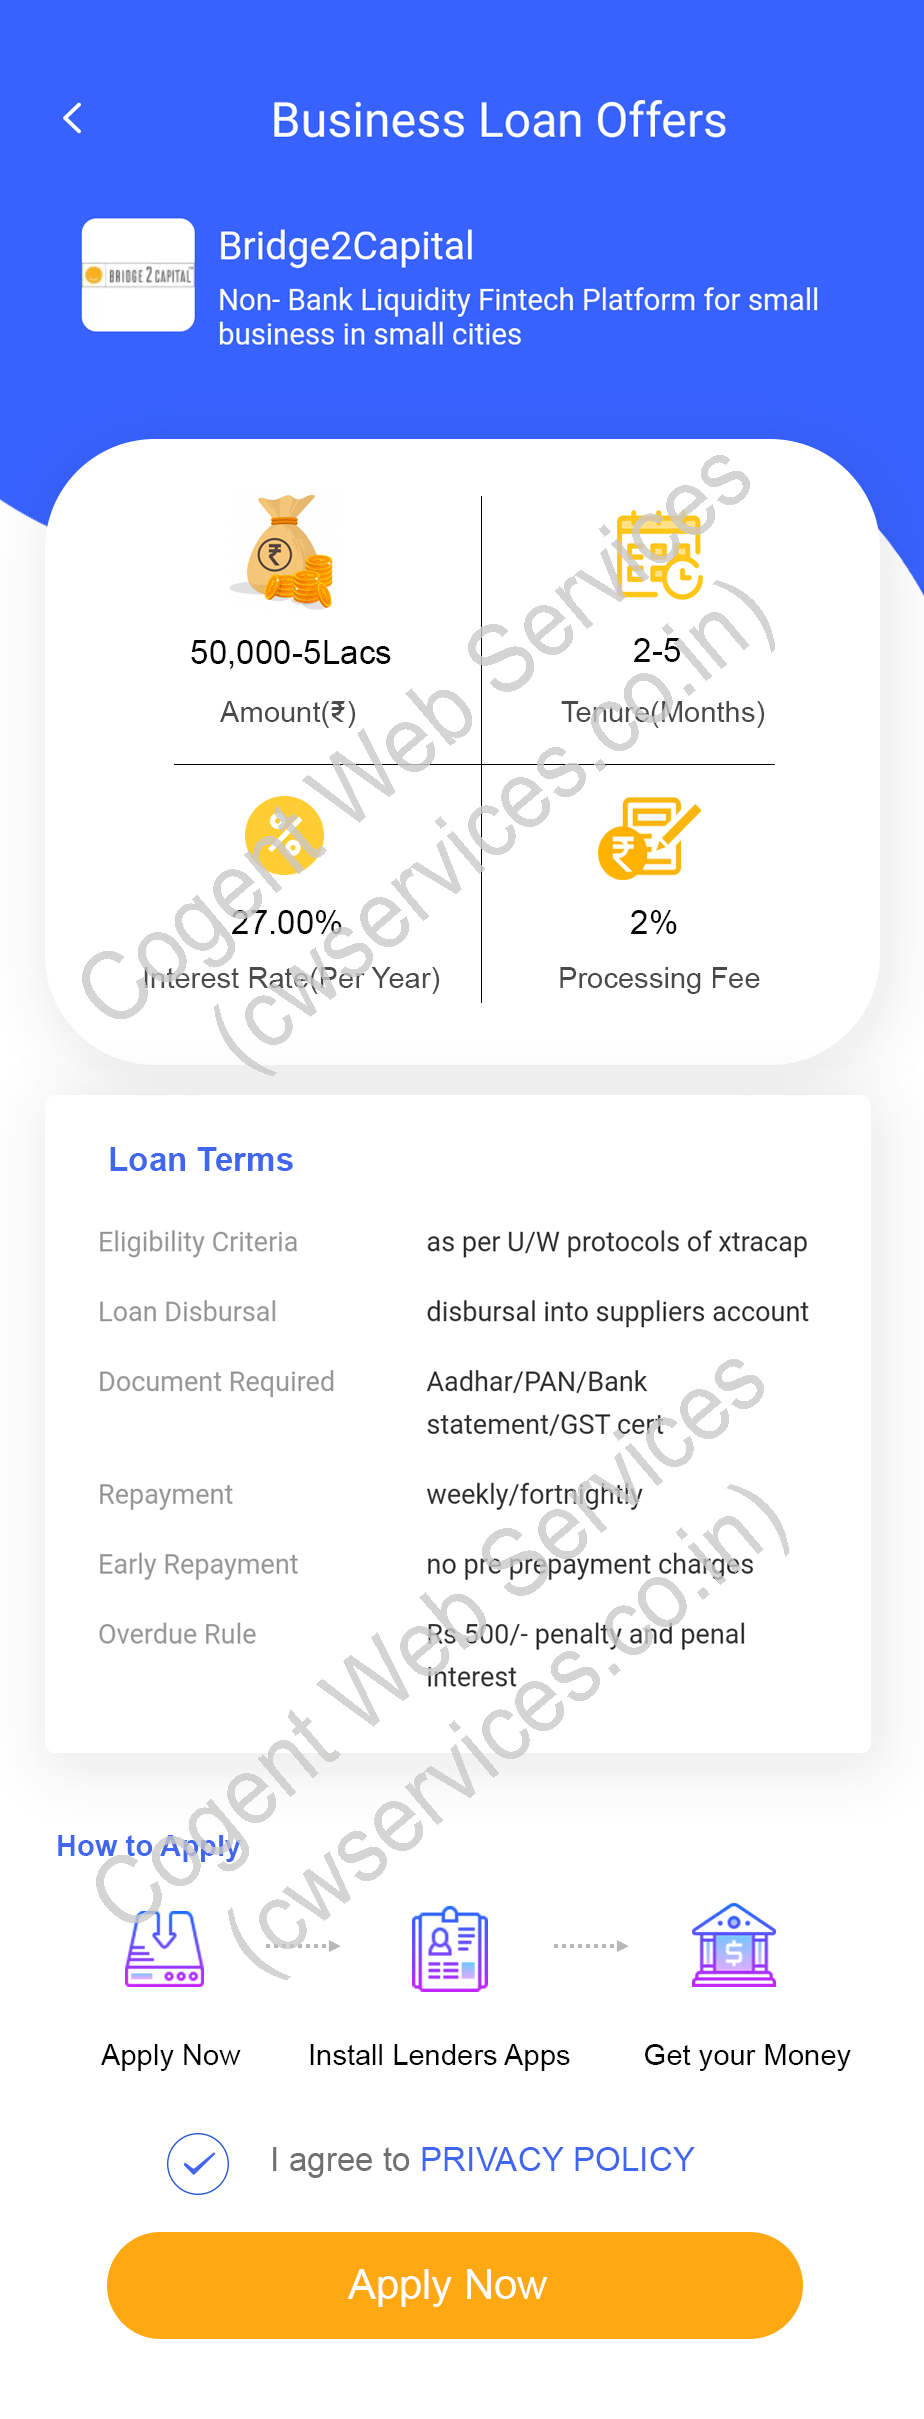 Business Loan Offers
BRIDGE 2 CAPITAL™
Bridge2Capital
Non- Bank Liquidity Fintech Platform for small
business in small cities
₹
50,000-5Lacs
Amount(₹)
2-5
Tenure(Months)
%
27.00%
Interest Rate(Per Year)
₹
2%
Processing Fee
Cogent Web Services
(cwservices.co.in)
Loan Terms
Eligibility Criteria
as per U/W protocols of xtracap
Loan Disbursal
disbursal into suppliers account
Document Required
Aadhar/PAN/Bank
statement/GST cert
Repayment
weekly/fortnightly
Early Repayment
no pre prepayment charges
Overdue Rule
Rs 500/- penalty and penal
interest
Cogent Web Services
(cwservices.co.in)
How to Apply
$
Apply Now
Install Lenders Apps
Get your Money
I agree to PRIVACY POLICY
Apply Now